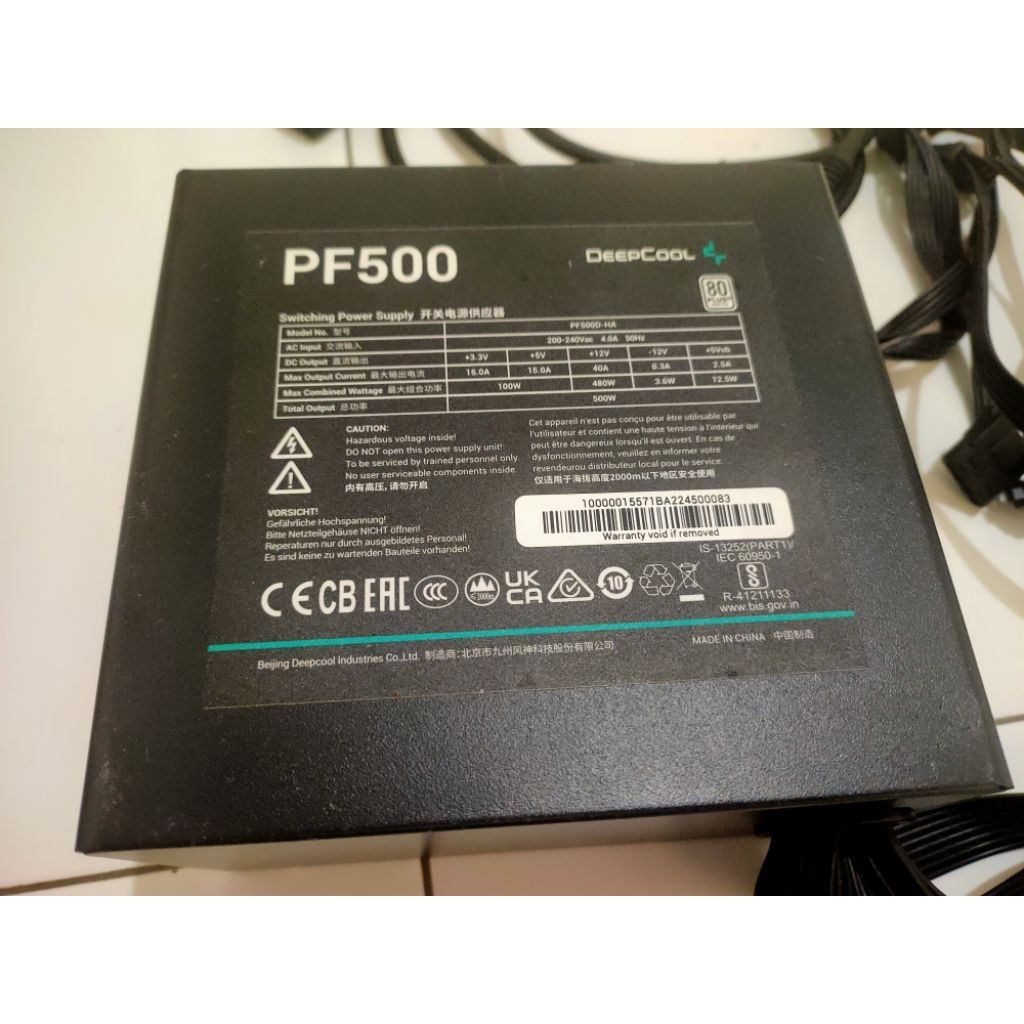 PF500
DEEPCOOL
80
PLUS
Switching Power Supply 开关电源供应器
Model No. 型号 PF500D-HA
AC Input 交流输入 200-240Vac 4.0A 50Hz
DC Output 直流输出 +3.3V +5V +12V -12V +5Vsb
Max Output Current 最大输出电流 15.0A 15.0A 40A 0.3A 2.5A
Max Combined Wattage 最大组合功率 100W 480W 3.6W 12.5W
Total Output 总功率 500W
CAUTION:
Hazardous voltage inside!
DO NOT open this power supply unit!
To be serviced by trained personnel only.
No user serviceable components inside.
内有高压, 请勿开启
Cet appareil n'est pas conçu pour être utilisable par
l'utilisateur et contient une haute tension à l'intérieur qui
peut être dangereux lorsqu'il est ouvert. En cas de
dysfonctionnement, veuillez en informer votre
revendeurou distributeur local pour le service.
仅适用于海拔高度2000m以下地区安全使用
VORSICHT!
Gefährliche Hochspannung!
Bitte Netzteilgehäuse NICHT öffnen!
Reperaturen nur durch ausgebildetes Personal!
Es sind keine zu wartenden Bauteile vorhanden!
10000015571BA224500083
Warranty void if removed
IS-13252(PART1)/
IEC 60950-1
R-41211133
www.bis.gov.in
CE CB EAC CCC ≤2000m UK CA 10
Beijing Deepcool Industries Co.,Ltd. 制造商:北京市九州风神科技股份有限公司
MADE IN CHINA 中国制造